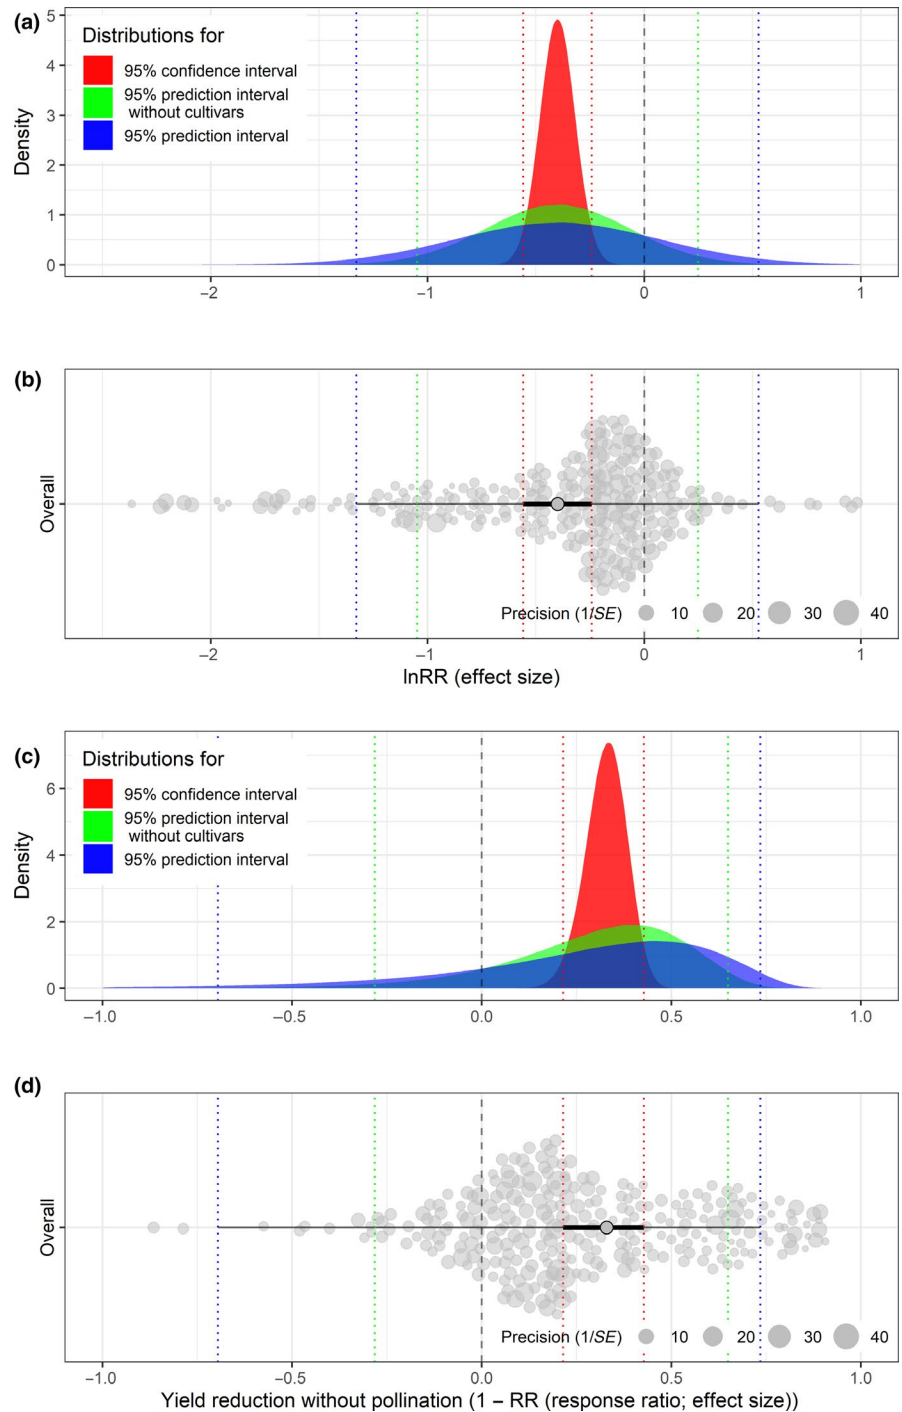 (a)
Distributions for
95% confidence interval
95% prediction interval
without cultivars
95% prediction interval
Density
5
4
3
2
1
0
−2 −1 0 1
(b)
Overall
Precision (1/SE) 10 20 30 40
−2 −1 0 1
lnRR (effect size)
(c)
Distributions for
95% confidence interval
95% prediction interval
without cultivars
95% prediction interval
Density
6
4
2
0
−1.0 −0.5 0.0 0.5 1.0
(d)
Overall
Precision (1/SE) 10 20 30 40
−1.0 −0.5 0.0 0.5 1.0
Yield reduction without pollination (1 − RR (response ratio; effect size))